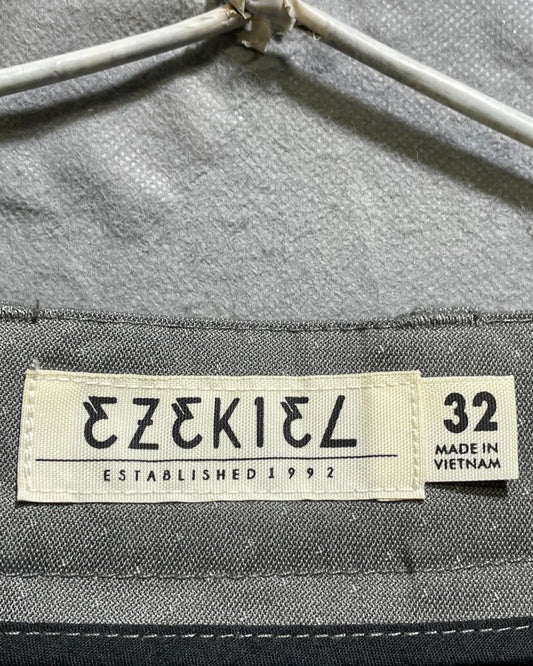 EZEKIEL
ESTABLISHED 1992
32
MADE IN
VIETNAM